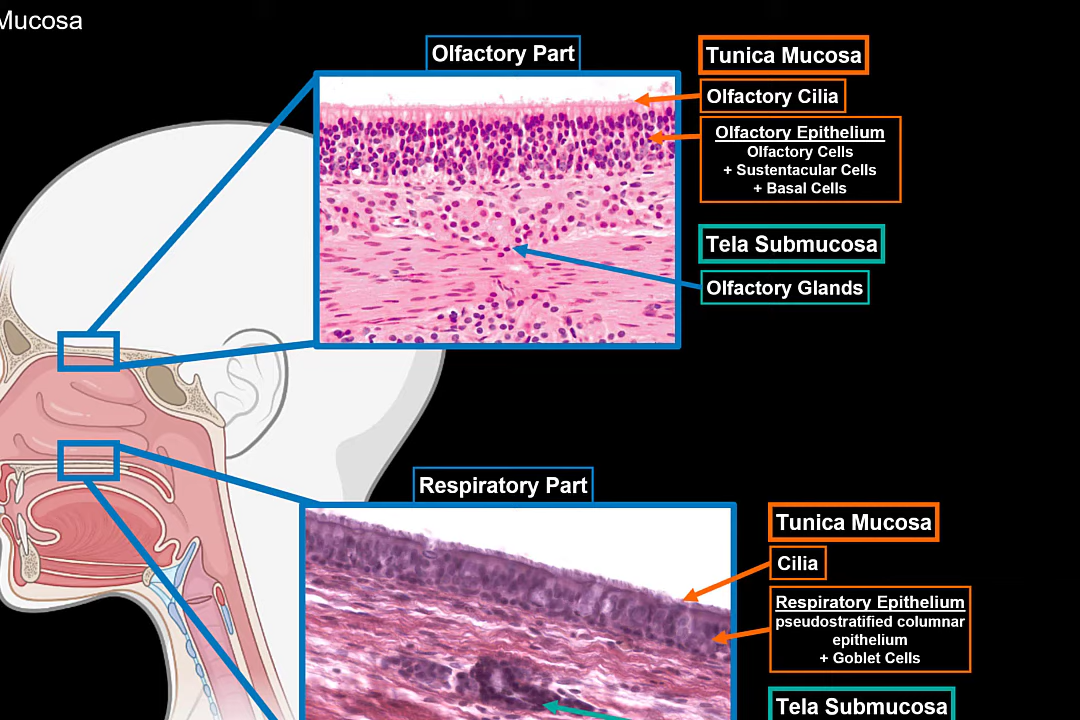 Mucosa
Olfactory Part
Tunica Mucosa
Olfactory Cilia
Olfactory Epithelium
Olfactory Cells
+ Sustentacular Cells
+ Basal Cells
Tela Submucosa
Olfactory Glands
Respiratory Part
Tunica Mucosa
Cilia
Respiratory Epithelium
pseudostratified columnar
epithelium
+ Goblet Cells
Tela Submucosa